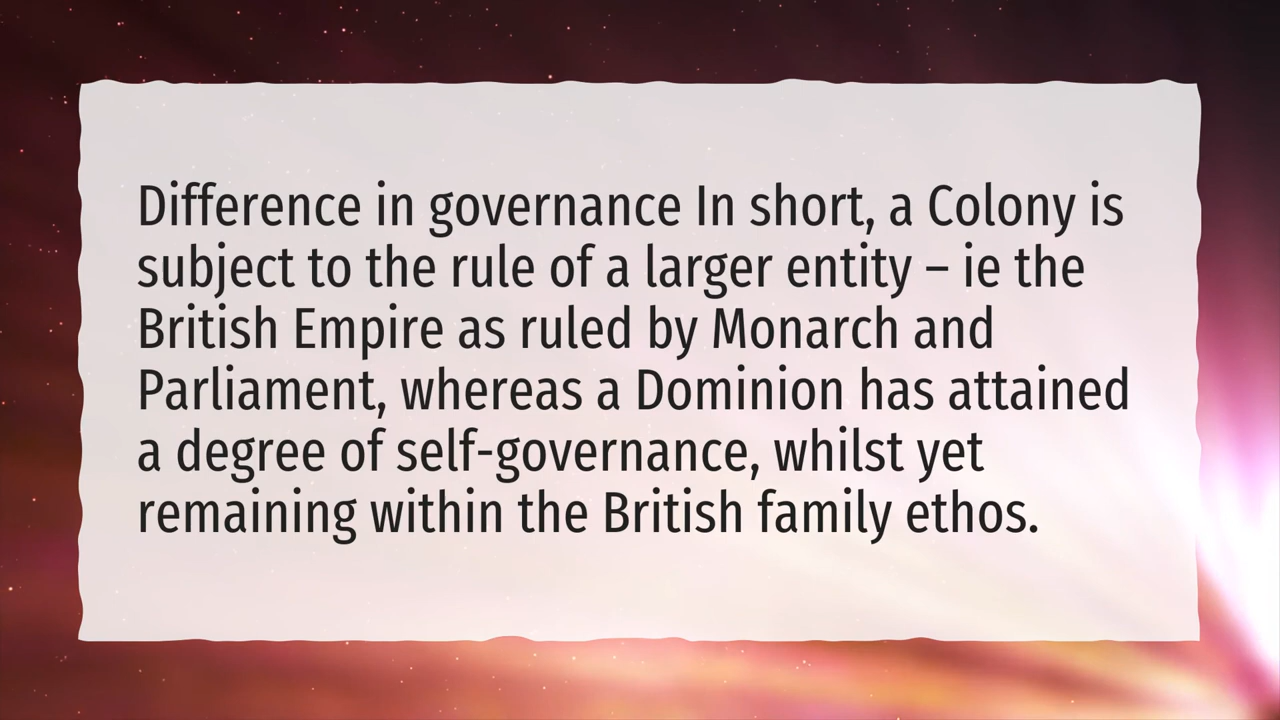 Difference in governance In short, a Colony is
subject to the rule of a larger entity – ie the
British Empire as ruled by Monarch and
Parliament, whereas a Dominion has attained
a degree of self-governance, whilst yet
remaining within the British family ethos.